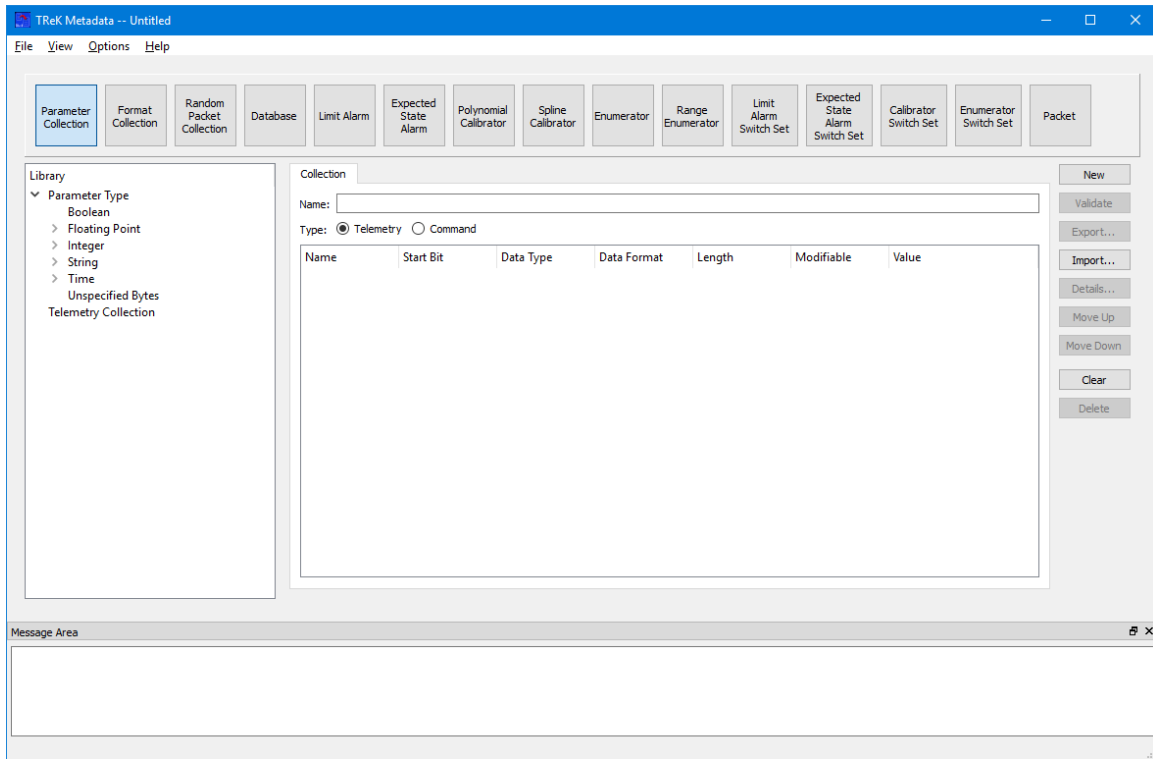 TReK Metadata -- Untitled
File View Options Help
Parameter Collection
Format Collection
Random Packet Collection
Database
Limit Alarm
Expected State Alarm
Polynomial Calibrator
Spline Calibrator
Enumerator
Range Enumerator
Limit Alarm Switch Set
Expected State Alarm Switch Set
Calibrator Switch Set
Enumerator Switch Set
Packet
Library
Parameter Type
Boolean
Floating Point
Integer
String
Time
Unspecified Bytes
Telemetry Collection
Collection
Name:
Type: Telemetry Command
Name Start Bit Data Type Data Format Length Modifiable Value
New
Validate
Export...
Import...
Details...
Move Up
Move Down
Clear
Delete
Message Area